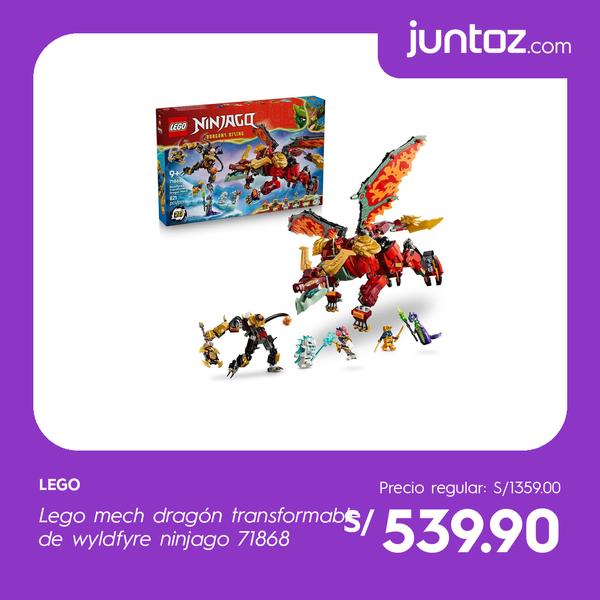 juntoz.com
LEGO
NINJAGO
DRAGONS RISING
9+
LEGO
Precio regular: S/1359.00
Lego mech dragón transformable
S/ 539.90
de wyldfyre ninjago 71868